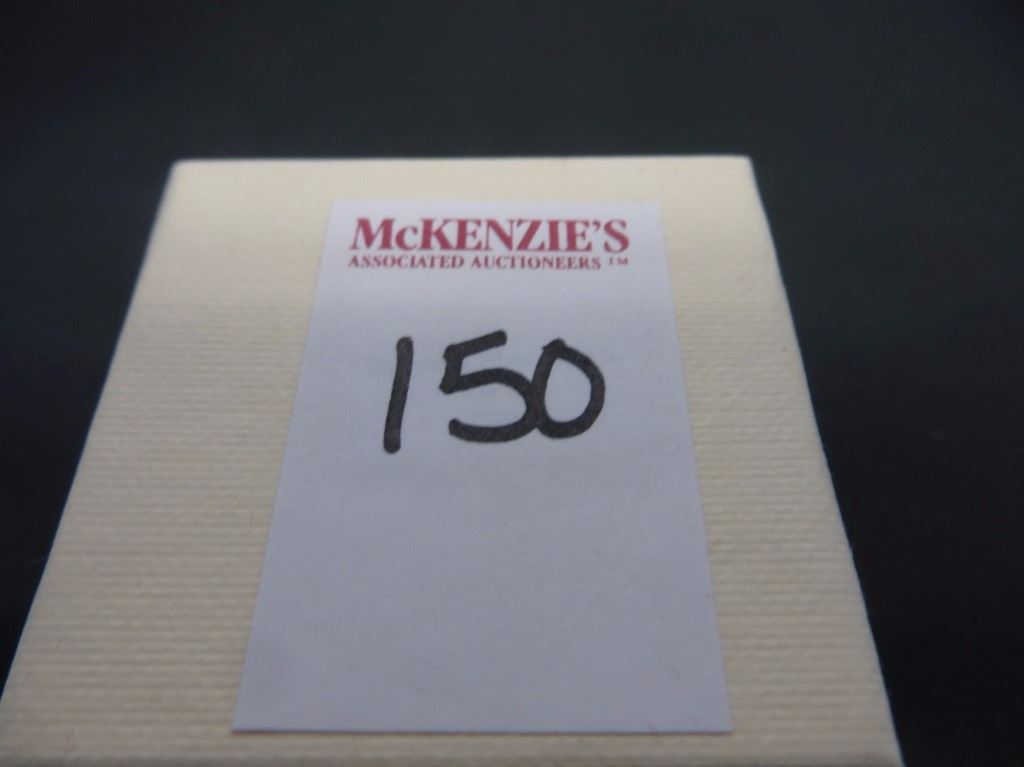 McKENZIE'S
ASSOCIATED AUCTIONEERS ™
150